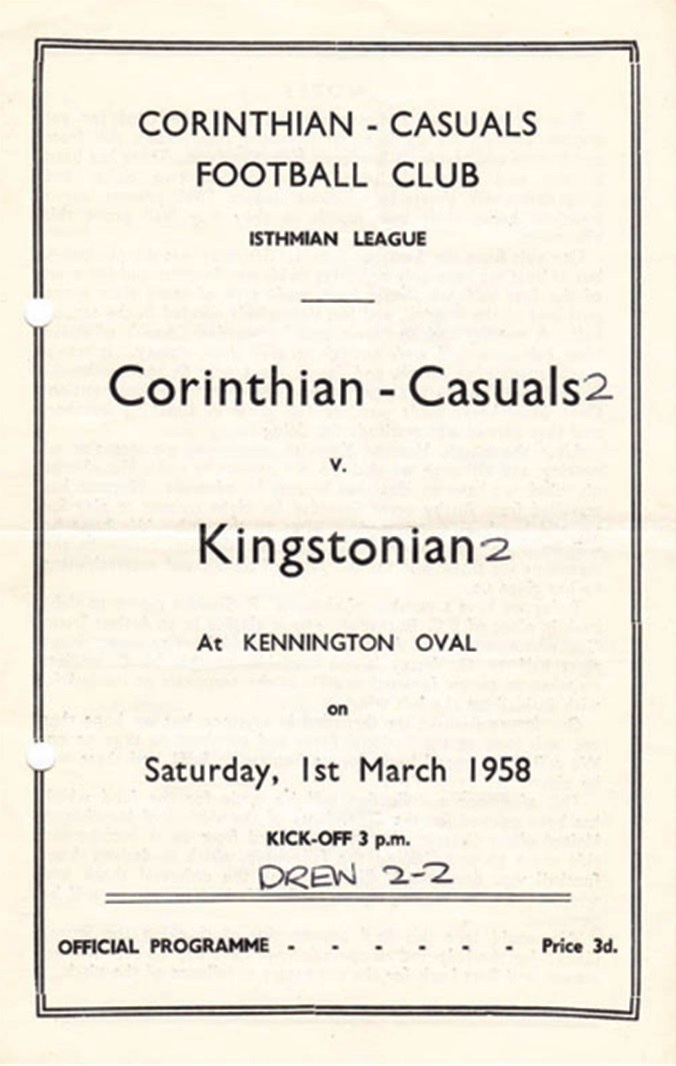 CORINTHIAN - CASUALS
FOOTBALL CLUB
ISTHMIAN LEAGUE
Corinthian - Casuals 2
v.
Kingstonian 2
At KENNINGTON OVAL
on
Saturday, 1st March 1958
KICK-OFF 3 p.m.
DREW 2-2
OFFICIAL PROGRAMME - - - - - - Price 3d.